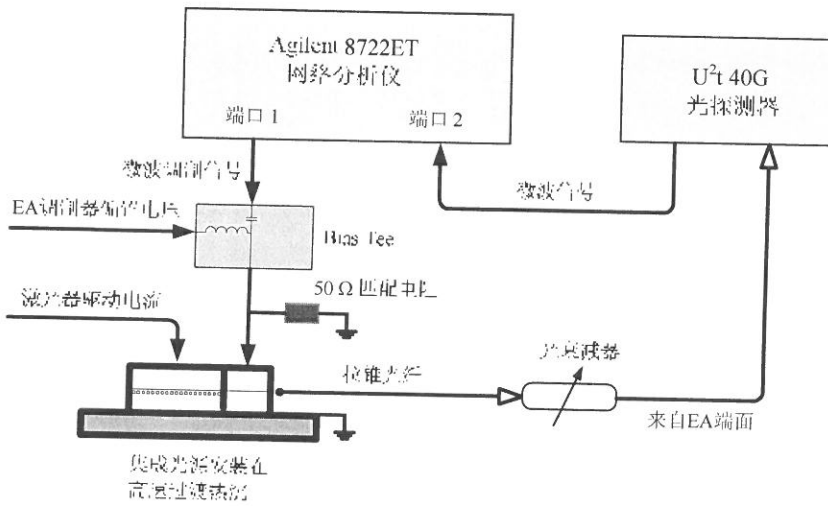 Agilent 8722ET
网络分析仪
端口 1
端口 2
U²t 40G
光探测器
微波调制信号
微波信号
EA调制器偏置电压
Bias Tee
激光器驱动电流
50 Ω 匹配电阻
拉锥光纤
光衰减器
来自EA端面
集成光源安装在
高速过渡热沉